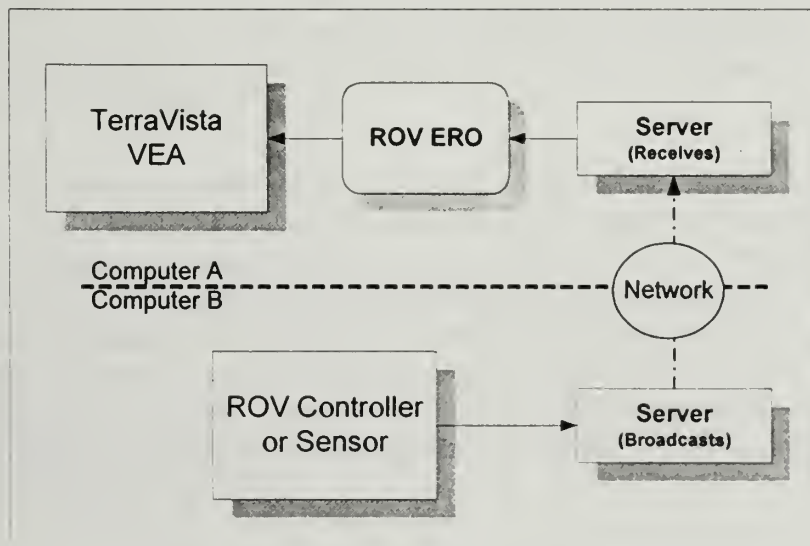 TerraVista
VEA
ROV ERO
Server
(Receives)
Computer A
Computer B
Network
ROV Controller
or Sensor
Server
(Broadcasts)